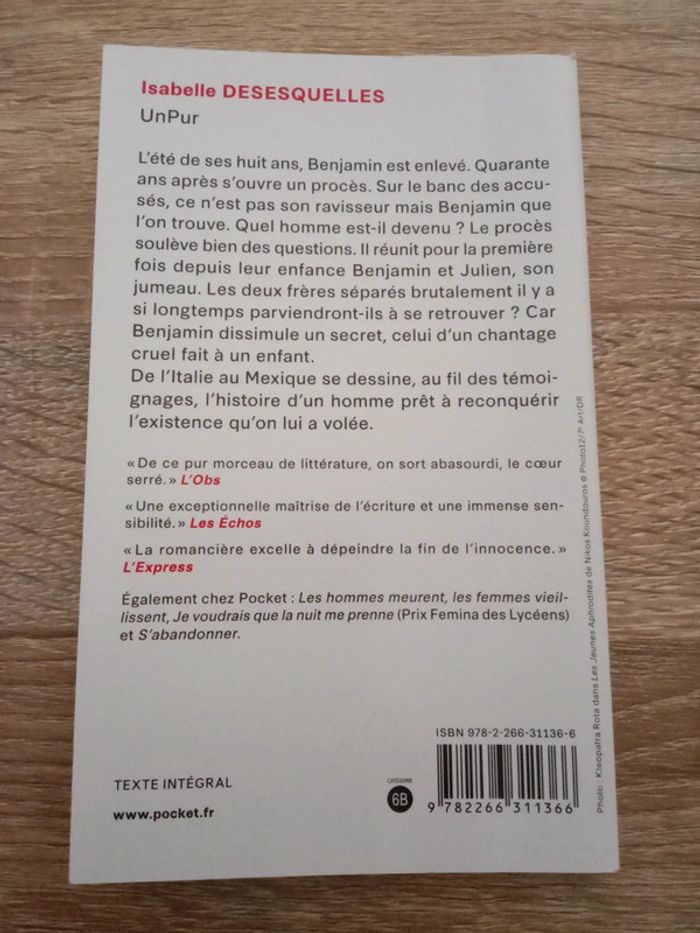 Isabelle DESESQUELLES
UnPur
L'été de ses huit ans, Benjamin est enlevé. Quarante
ans après s'ouvre un procès. Sur le banc des accu-
sés, ce n'est pas son ravisseur mais Benjamin que
l'on trouve. Quel homme est-il devenu ? Le procès
soulève bien des questions. Il réunit pour la première
fois depuis leur enfance Benjamin et Julien, son
jumeau. Les deux frères séparés brutalement il y a
si longtemps parviendront-ils à se retrouver ? Car
Benjamin dissimule un secret, celui d'un chantage
cruel fait à un enfant.
De l'Italie au Mexique se dessine, au fil des témoi-
gnages, l'histoire d'un homme prêt à reconquérir
l'existence qu'on lui a volée.
« De ce pur morceau de littérature, on sort abasourdi, le cœur
serré. » L'Obs
« Une exceptionnelle maîtrise de l'écriture et une immense sen-
sibilité. » Les Échos
« La romancière excelle à dépeindre la fin de l'innocence. »
L'Express
Également chez Pocket : Les hommes meurent, les femmes vieil-
lissent, Je voudrais que la nuit me prenne (Prix Femina des Lycéens)
et S'abandonner.
Photo : Kleopatra Rota dans Les Jeunes Aphrodites de Nikos Koundouros © Photo12/7e Art/DR
ISBN 978-2-266-31136-6
TEXTE INTÉGRAL
www.pocket.fr
CATÉGORIE
6B
9 782266 311366